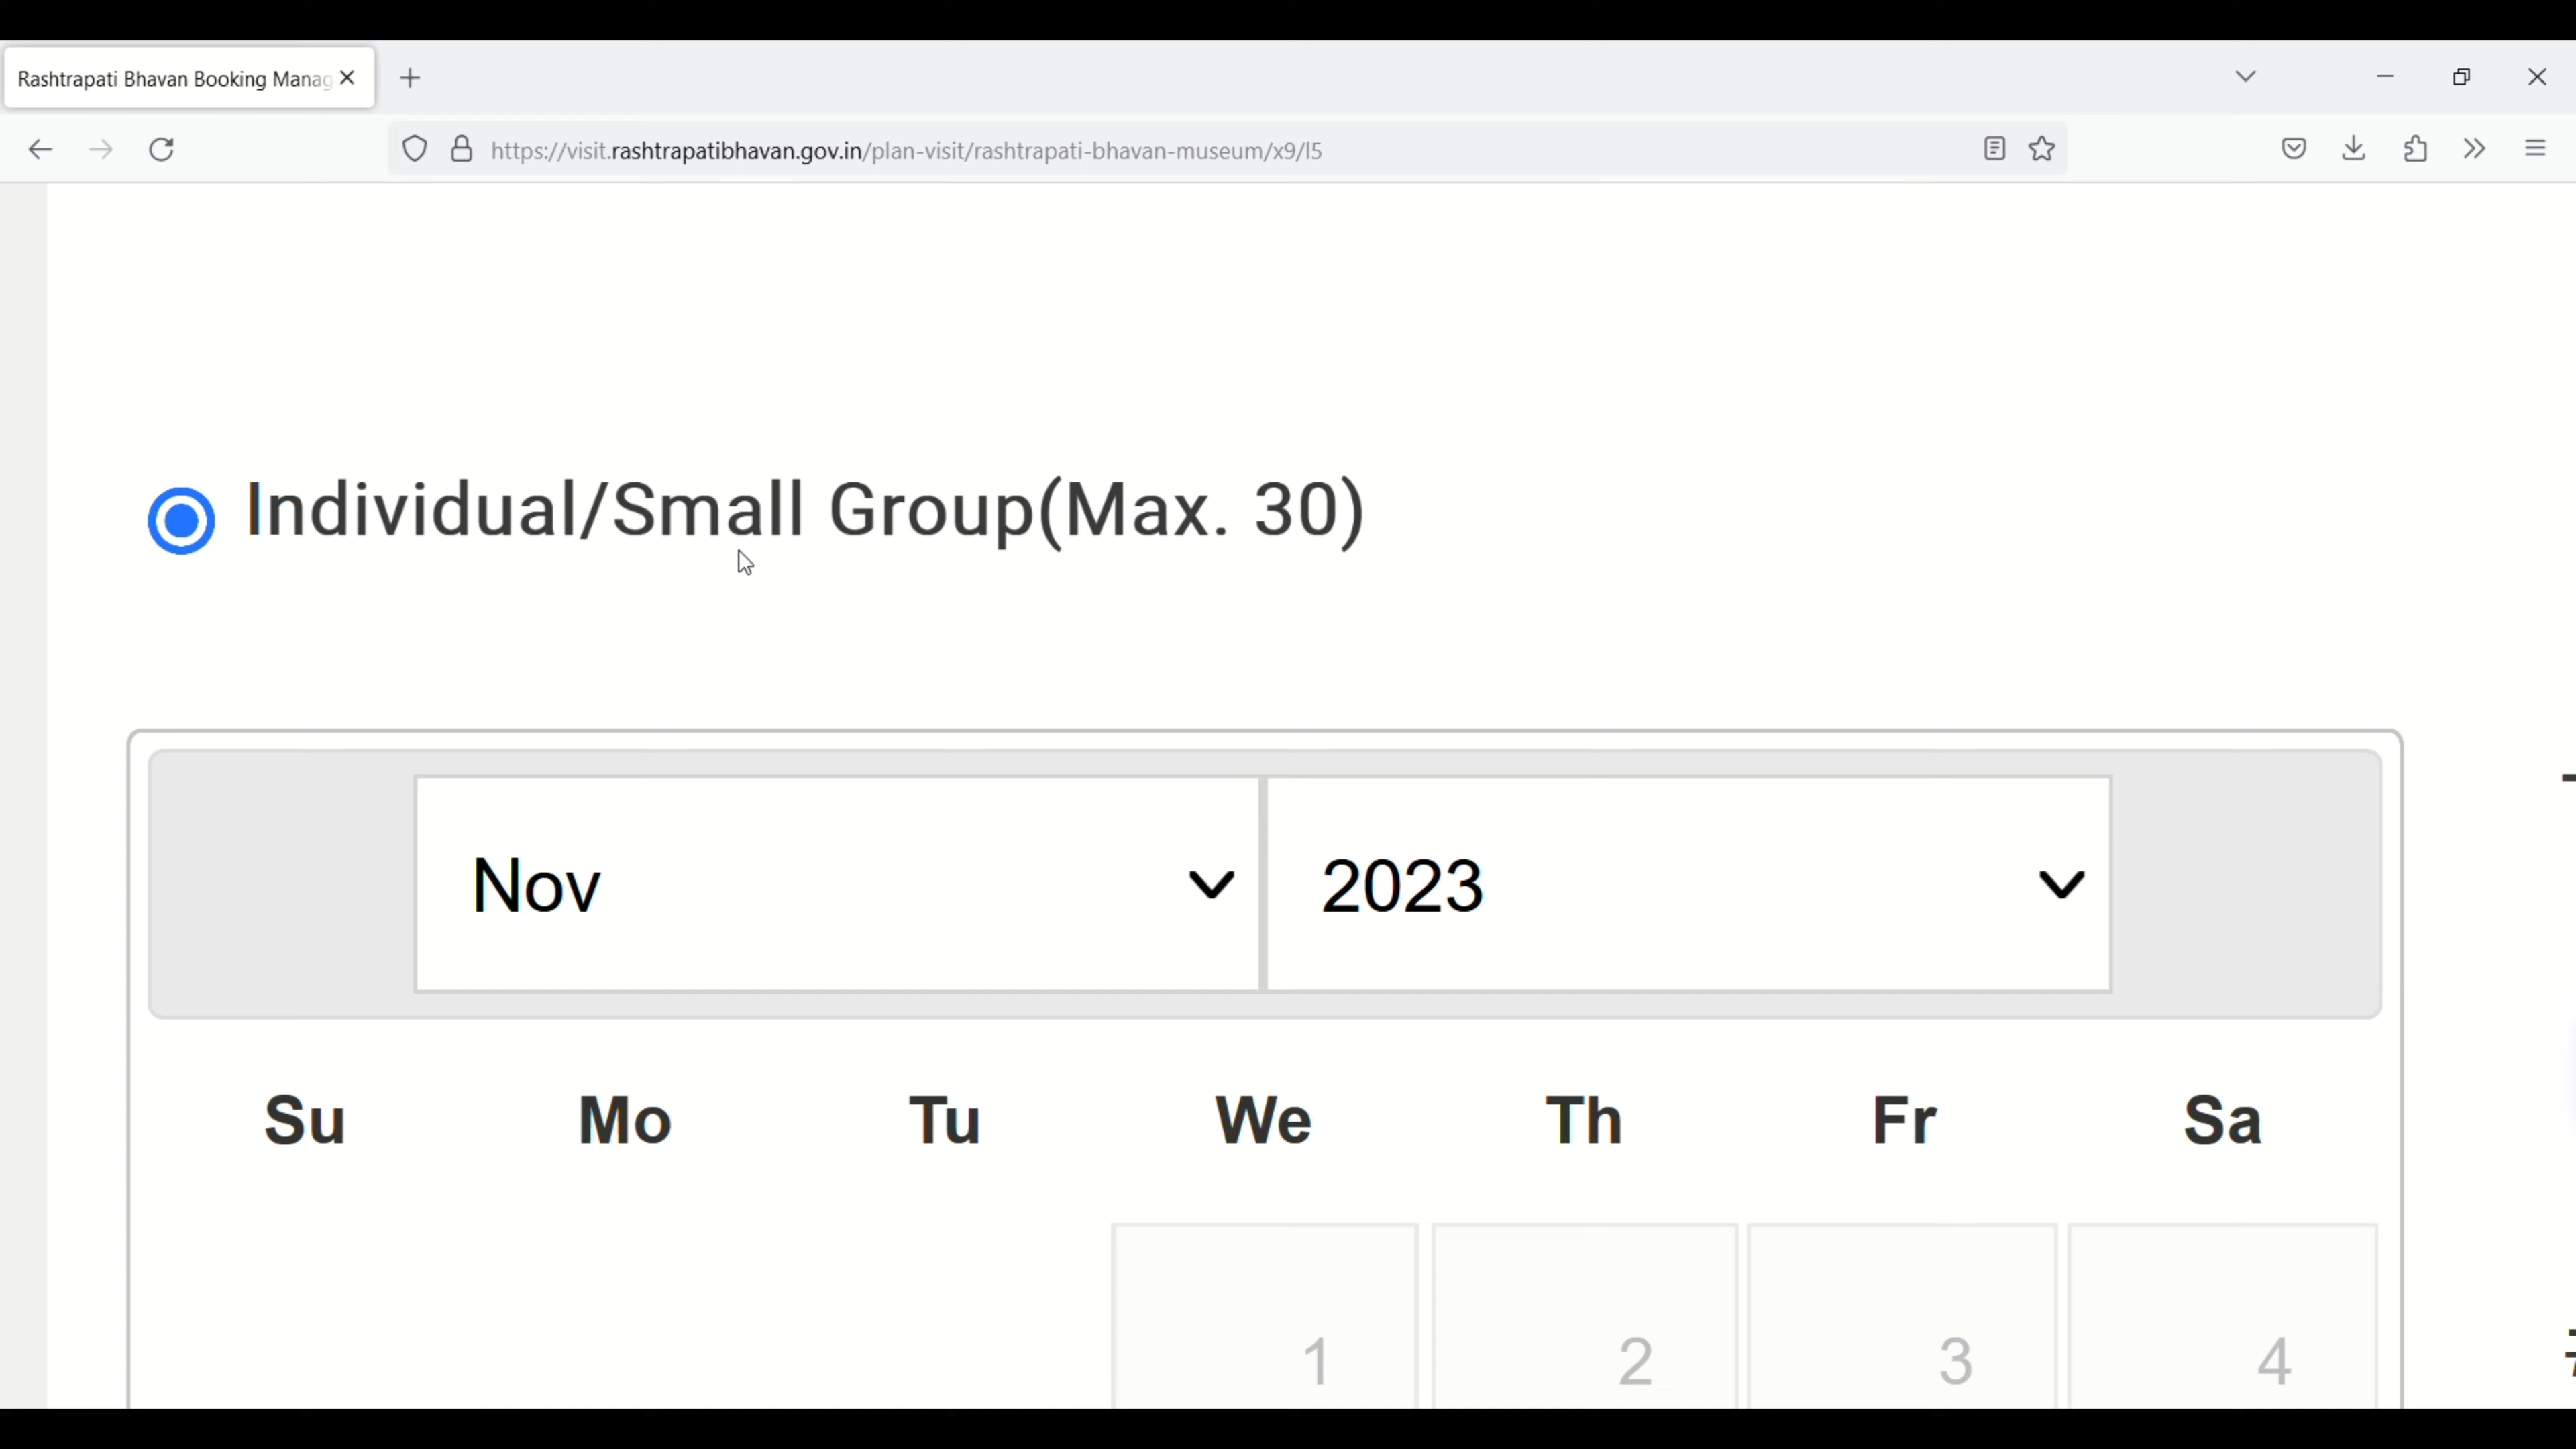 Rashtrapati Bhavan Booking Manag
https://visit.rashtrapatibhavan.gov.in/plan-visit/rashtrapati-bhavan-museum/x9/l5
Individual/Small Group(Max. 30)
Nov 2023
Su Mo Tu We Th Fr Sa
1 2 3 4